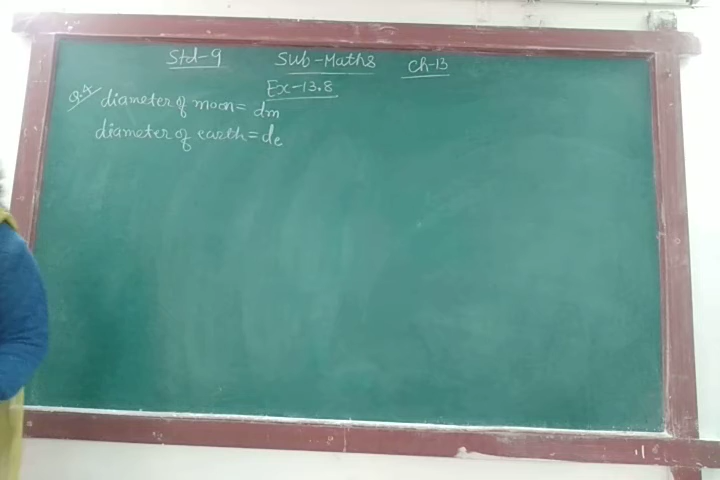 Std-9 Sub-Maths Ch-13
Ex-13.8
Q.4 diameter of moon = dm
diameter of earth = de